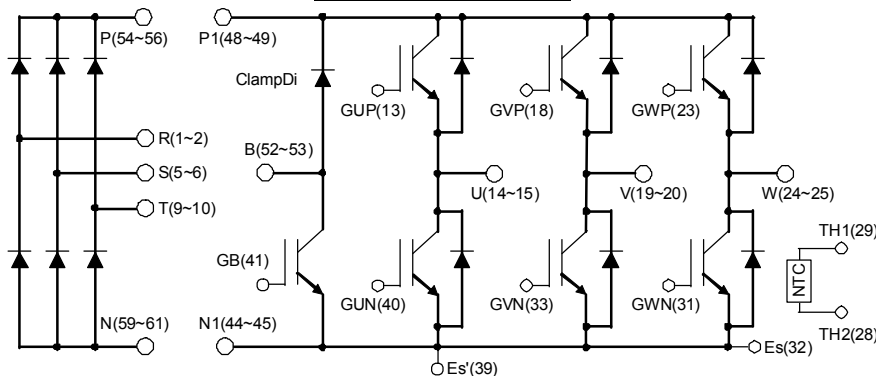 P(54~56)
P1(48~49)
ClampDi
GUP(13)
GVP(18)
GWP(23)
R(1~2)
B(52~53)
S(5~6)
U(14~15)
V(19~20)
W(24~25)
T(9~10)
TH1(29)
GB(41)
GUN(40)
GVN(33)
GWN(31)
NTC
N(59~61)
N1(44~45)
TH2(28)
Es(32)
Es'(39)